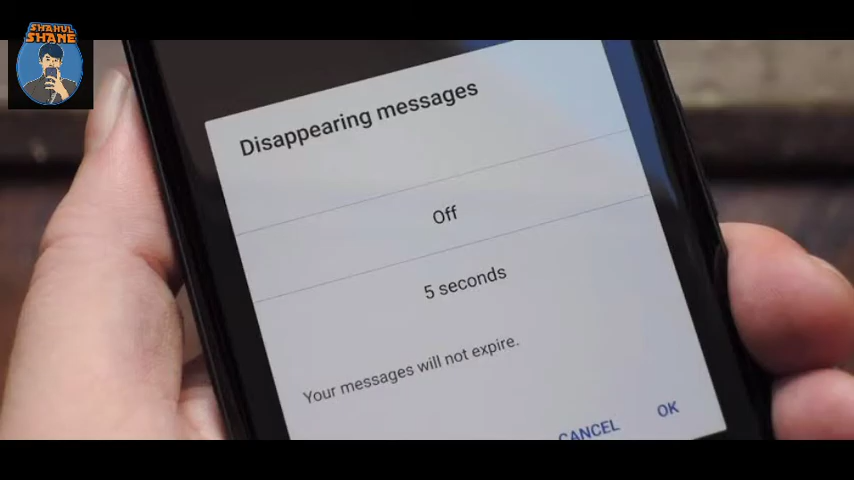 SHAHUL
SHANE
Disappearing messages
Off
5 seconds
Your messages will not expire.
CANCEL
OK